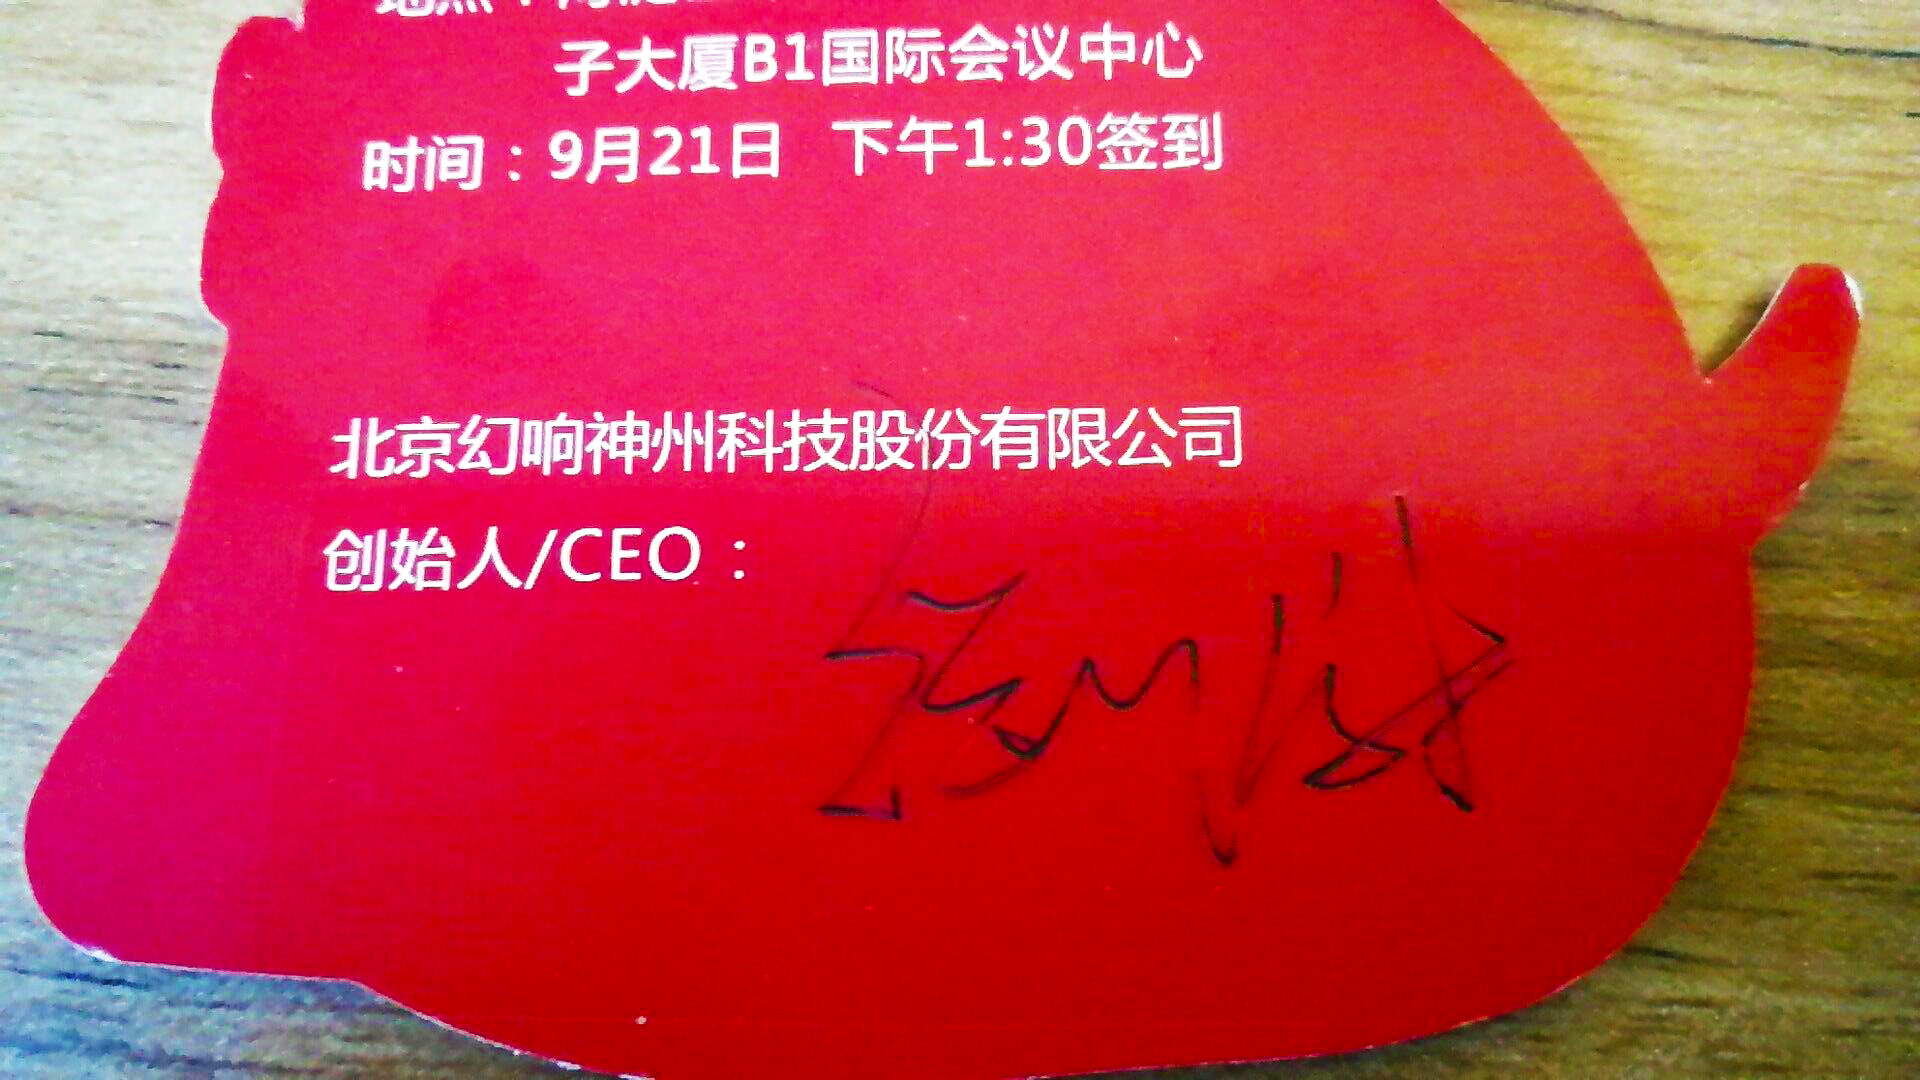 子大厦B1国际会议中心
时间：9月21日 下午1:30签到
北京幻响神州科技股份有限公司
创始人/CEO：